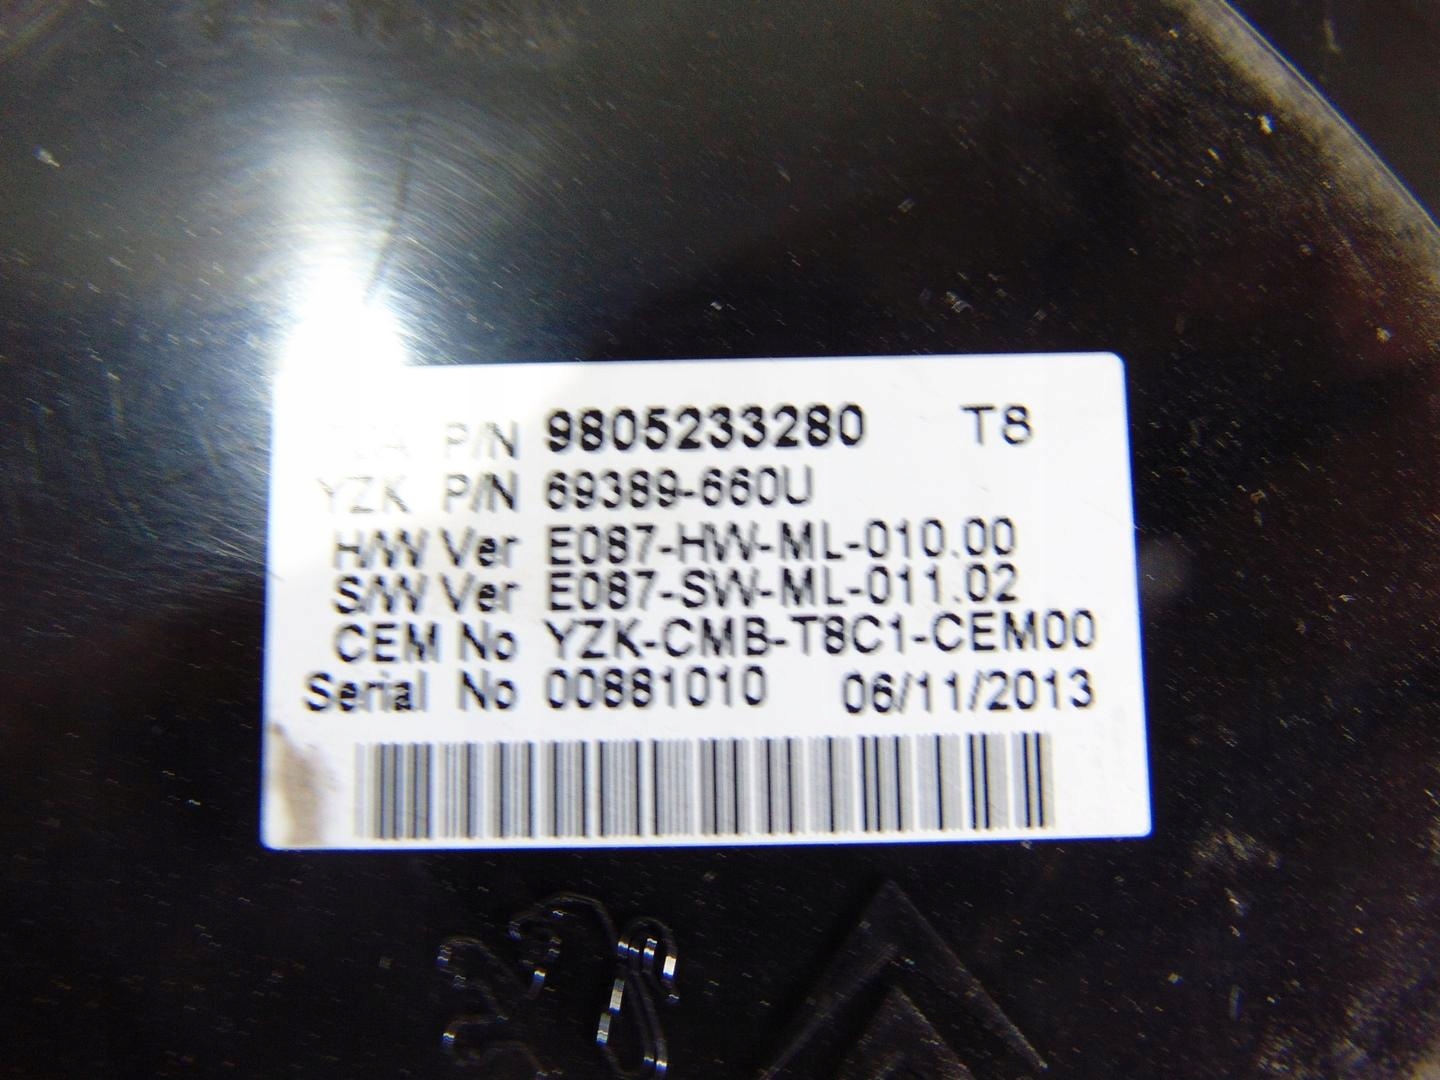 P/N 9805233280 T8
YZK P/N 69389-660U
H/W Ver E087-HW-ML-010.00
S/W Ver E087-SW-ML-011.02
CEM No YZK-CMB-T8C1-CEM00
Serial No 00881010 06/11/2013